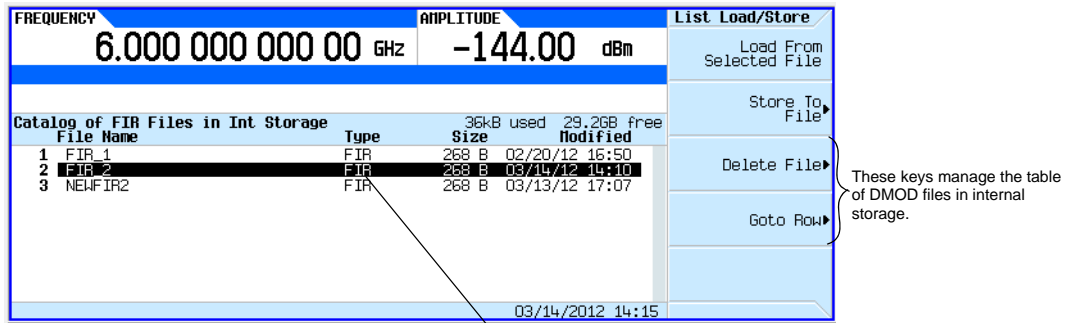 FREQUENCY AMPLITUDE List Load/Store
6.000 000 000 00 GHz -144.00 dBm
Load From
Selected File
Store To
File
Catalog of FIR Files in Int Storage 36kB used 29.2GB free
File Name Type Size Modified
1 FIR_1 FIR 268 B 02/20/12 16:50
2 FIR_2 FIR 268 B 03/14/12 14:10
3 NEWFIR2 FIR 268 B 03/13/12 17:07
Delete File
Goto Row
These keys manage the table
of DMOD files in internal
storage.
03/14/2012 14:15